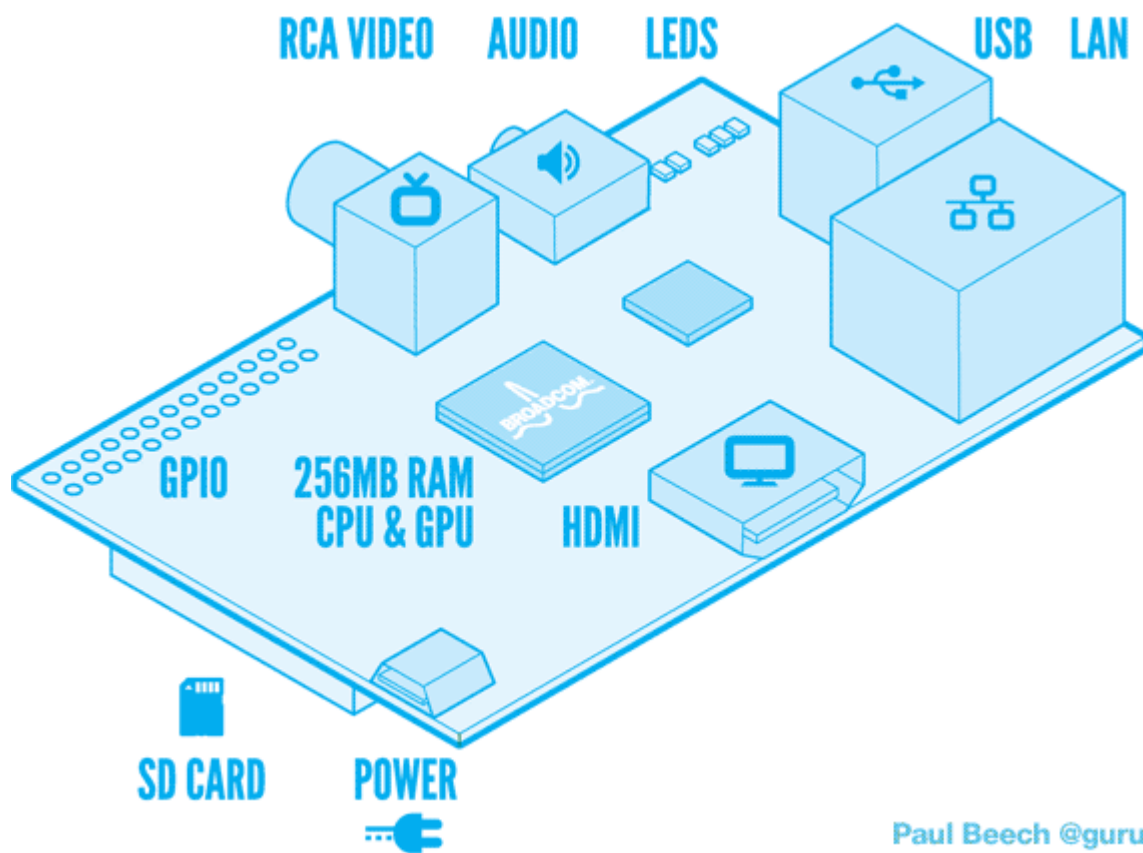 RCA VIDEO AUDIO LEDS USB LAN
BROADCOM
GPIO 256MB RAM
CPU & GPU HDMI
SD CARD POWER
Paul Beech @guru